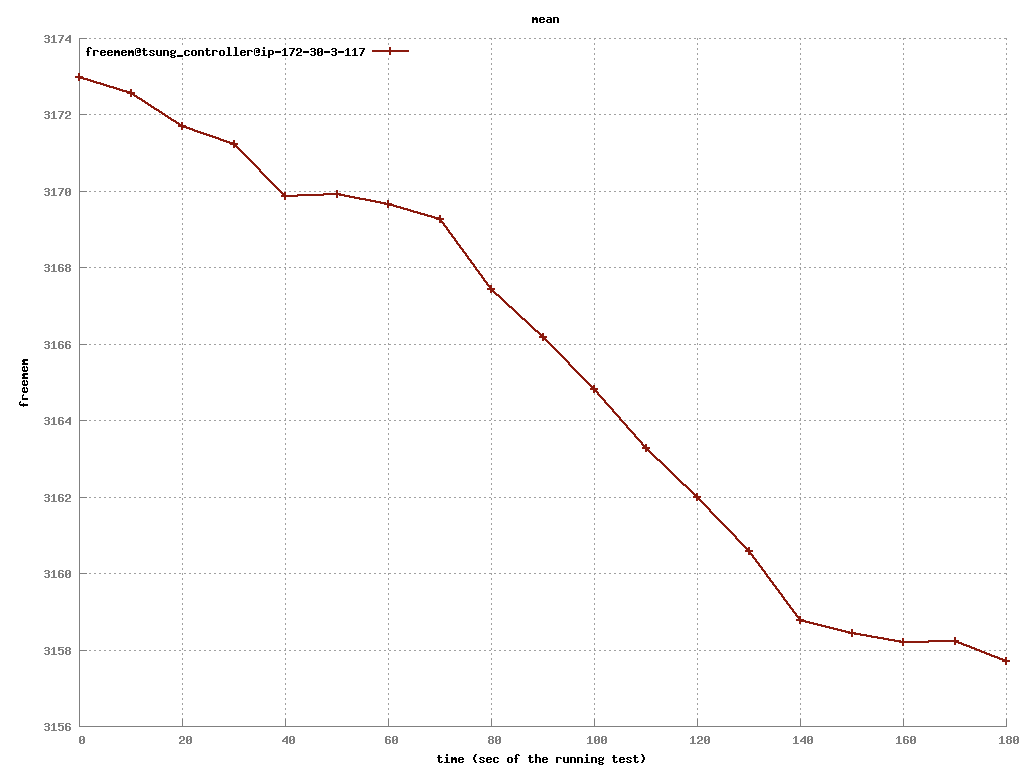 mean
3174
freemem@tsung_controller@ip-172-30-3-117
3172
3170
3168
3166
3164
3162
3160
3158
3156
freemem
0 20 40 60 80 100 120 140 160 180
time (sec of the running test)